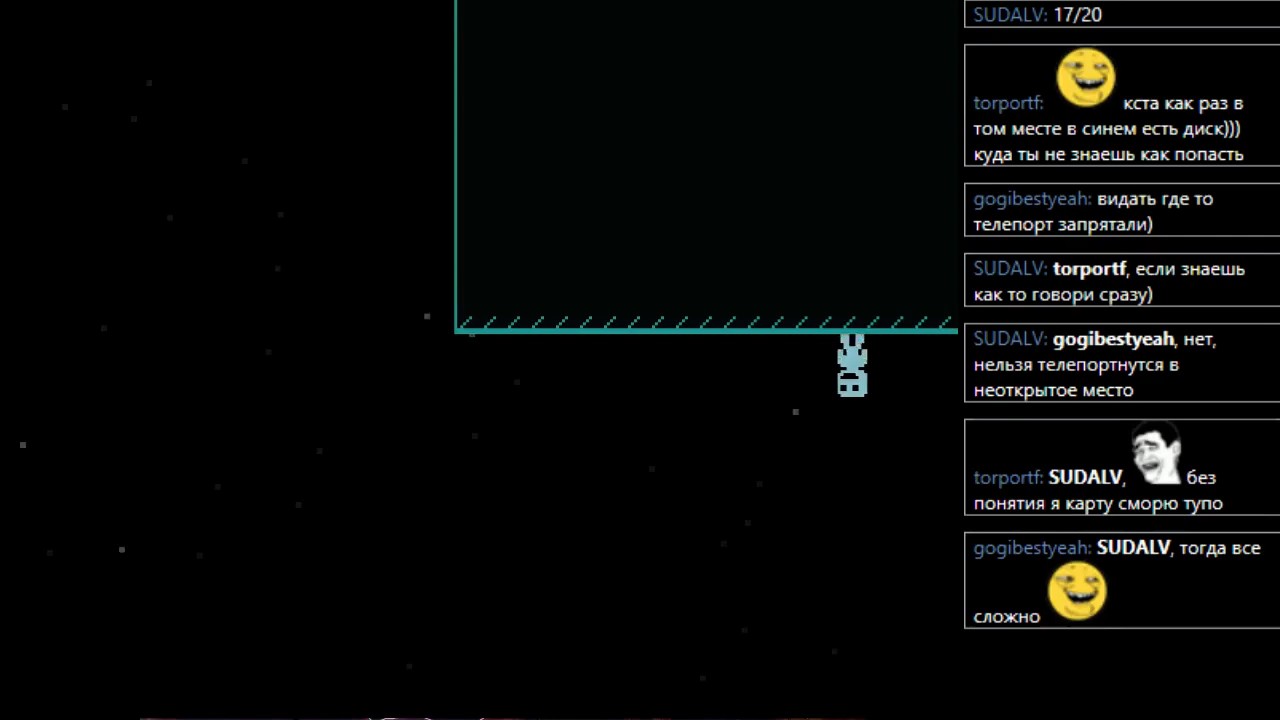 SUDALV: 17/20
torportf: кста как раз в
том месте в синем есть диск)))
куда ты не знаешь как попасть
gogibestyeah: видать где то
телепорт запрятали)
SUDALV: torportf, если знаешь
как то говори сразу)
SUDALV: gogibestyeah, нет,
нельзя телепортнутся в
неоткрытое место
torportf: SUDALV, без
понятия я карту сморю тупо
gogibestyeah: SUDALV, тогда все
сложно